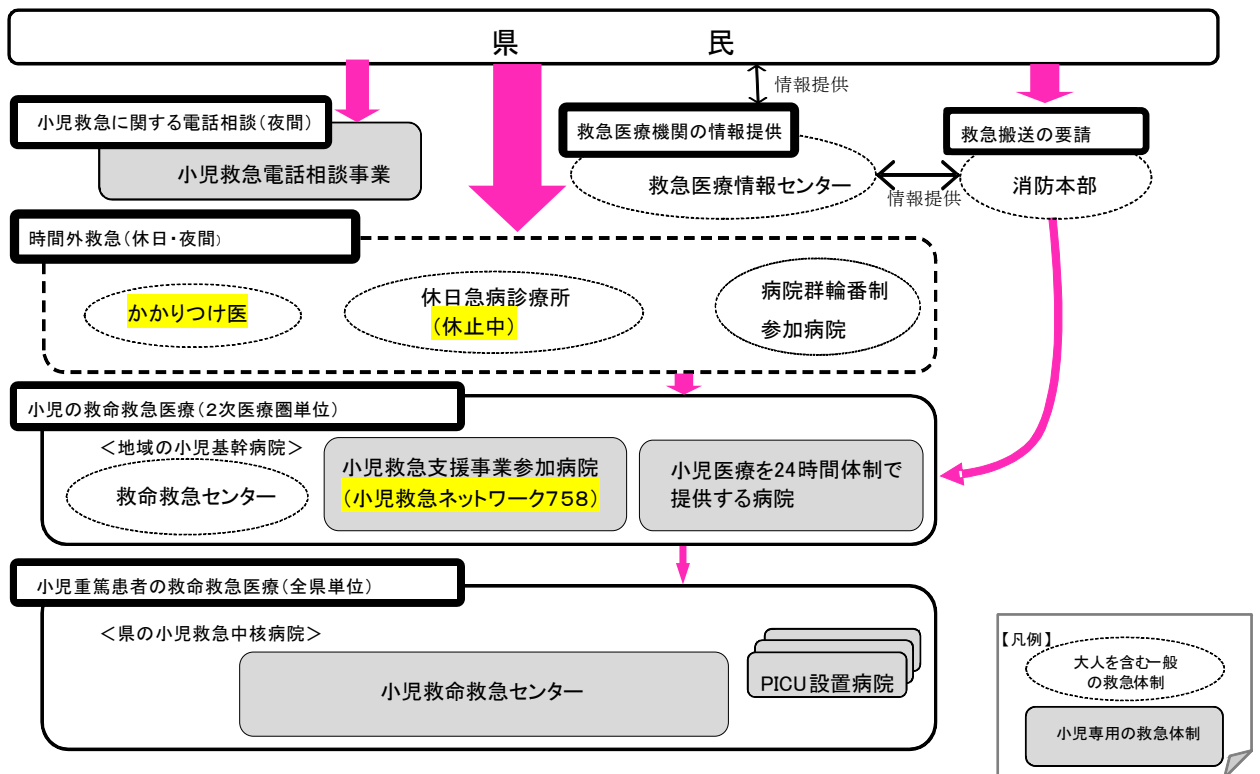 県　民
情報提供
小児救急に関する電話相談(夜間)
小児救急電話相談事業
救急医療機関の情報提供
救急医療情報センター
情報提供
救急搬送の要請
消防本部
時間外救急(休日・夜間)
かかりつけ医
休日急病診療所
(休止中)
病院群輪番制
参加病院
小児の救命救急医療(2次医療圏単位)
＜地域の小児基幹病院＞
救命救急センター
小児救急支援事業参加病院
(小児救急ネットワーク758)
小児医療を24時間体制で
提供する病院
小児重篤患者の救命救急医療(全県単位)
＜県の小児救急中核病院＞
小児救命救急センター
PICU設置病院
【凡例】
大人を含む一般
の救急体制
小児専用の救急体制